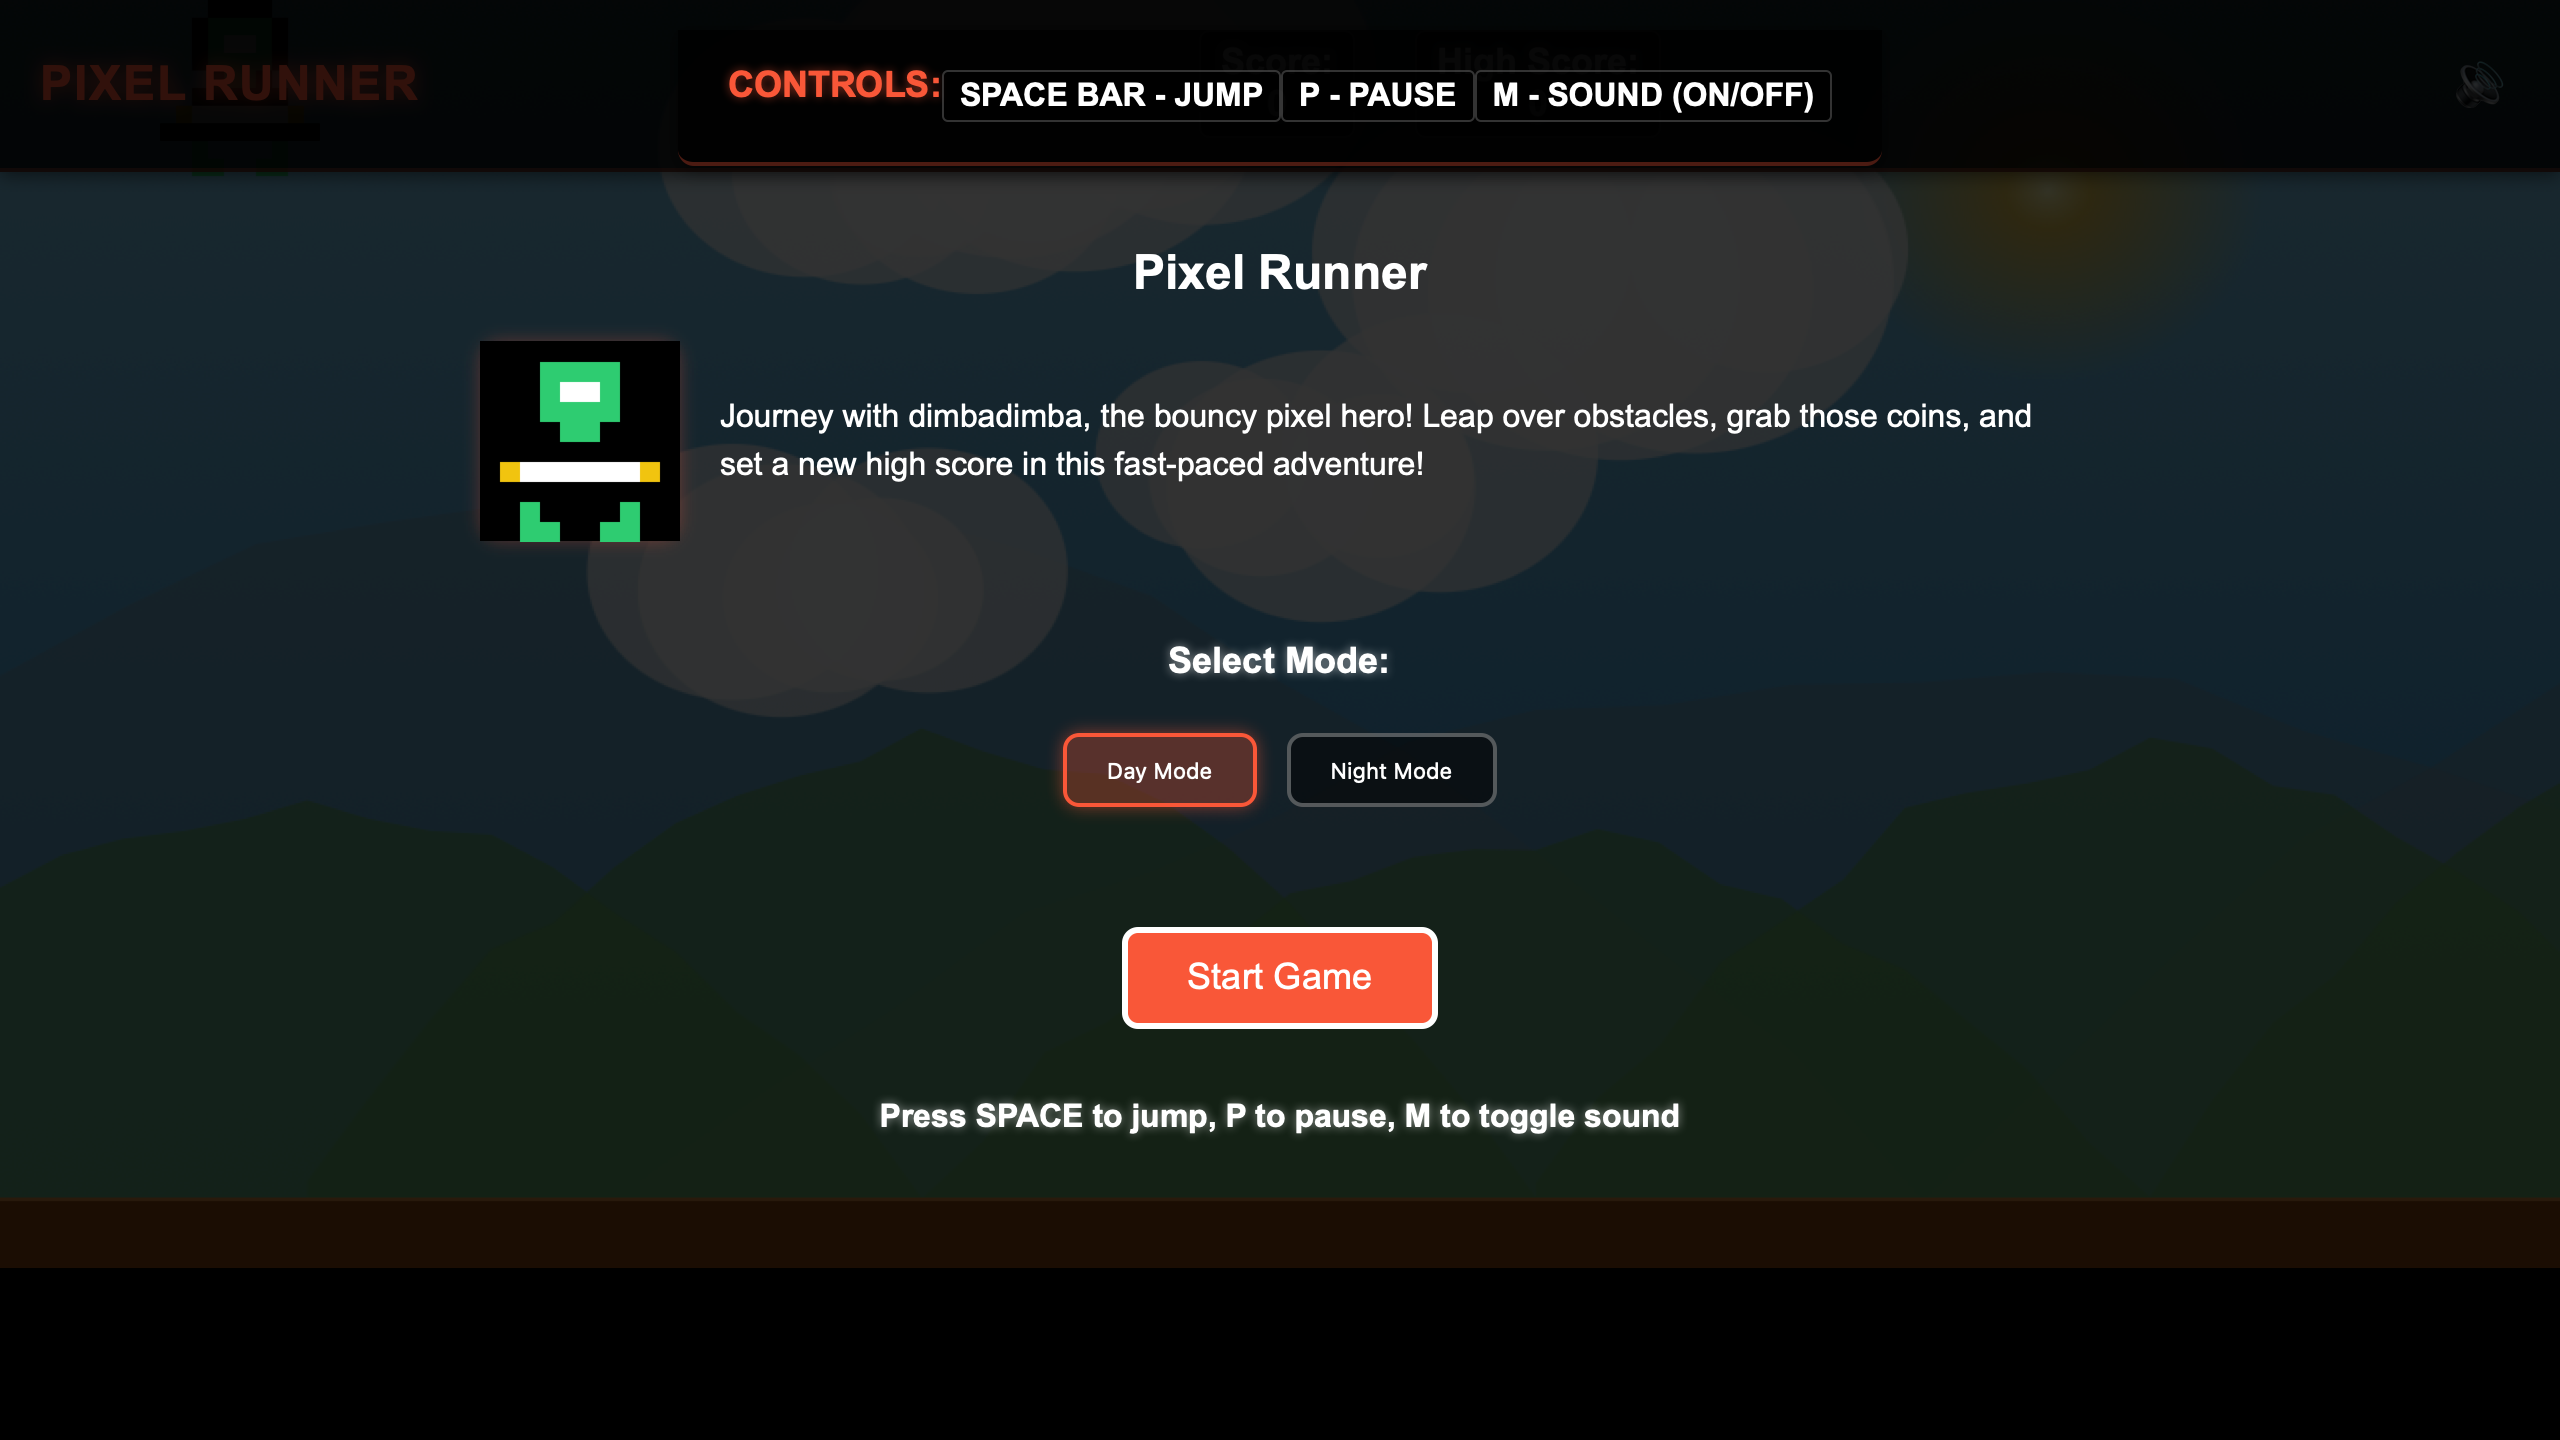 PIXEL RUNNER
Score:
High Score:
CONTROLS:
SPACE BAR - JUMP
P - PAUSE
M - SOUND (ON/OFF)
Pixel Runner
Journey with dimbadimba, the bouncy pixel hero! Leap over obstacles, grab those coins, and
set a new high score in this fast-paced adventure!
Select Mode:
Day Mode
Night Mode
Start Game
Press SPACE to jump, P to pause, M to toggle sound